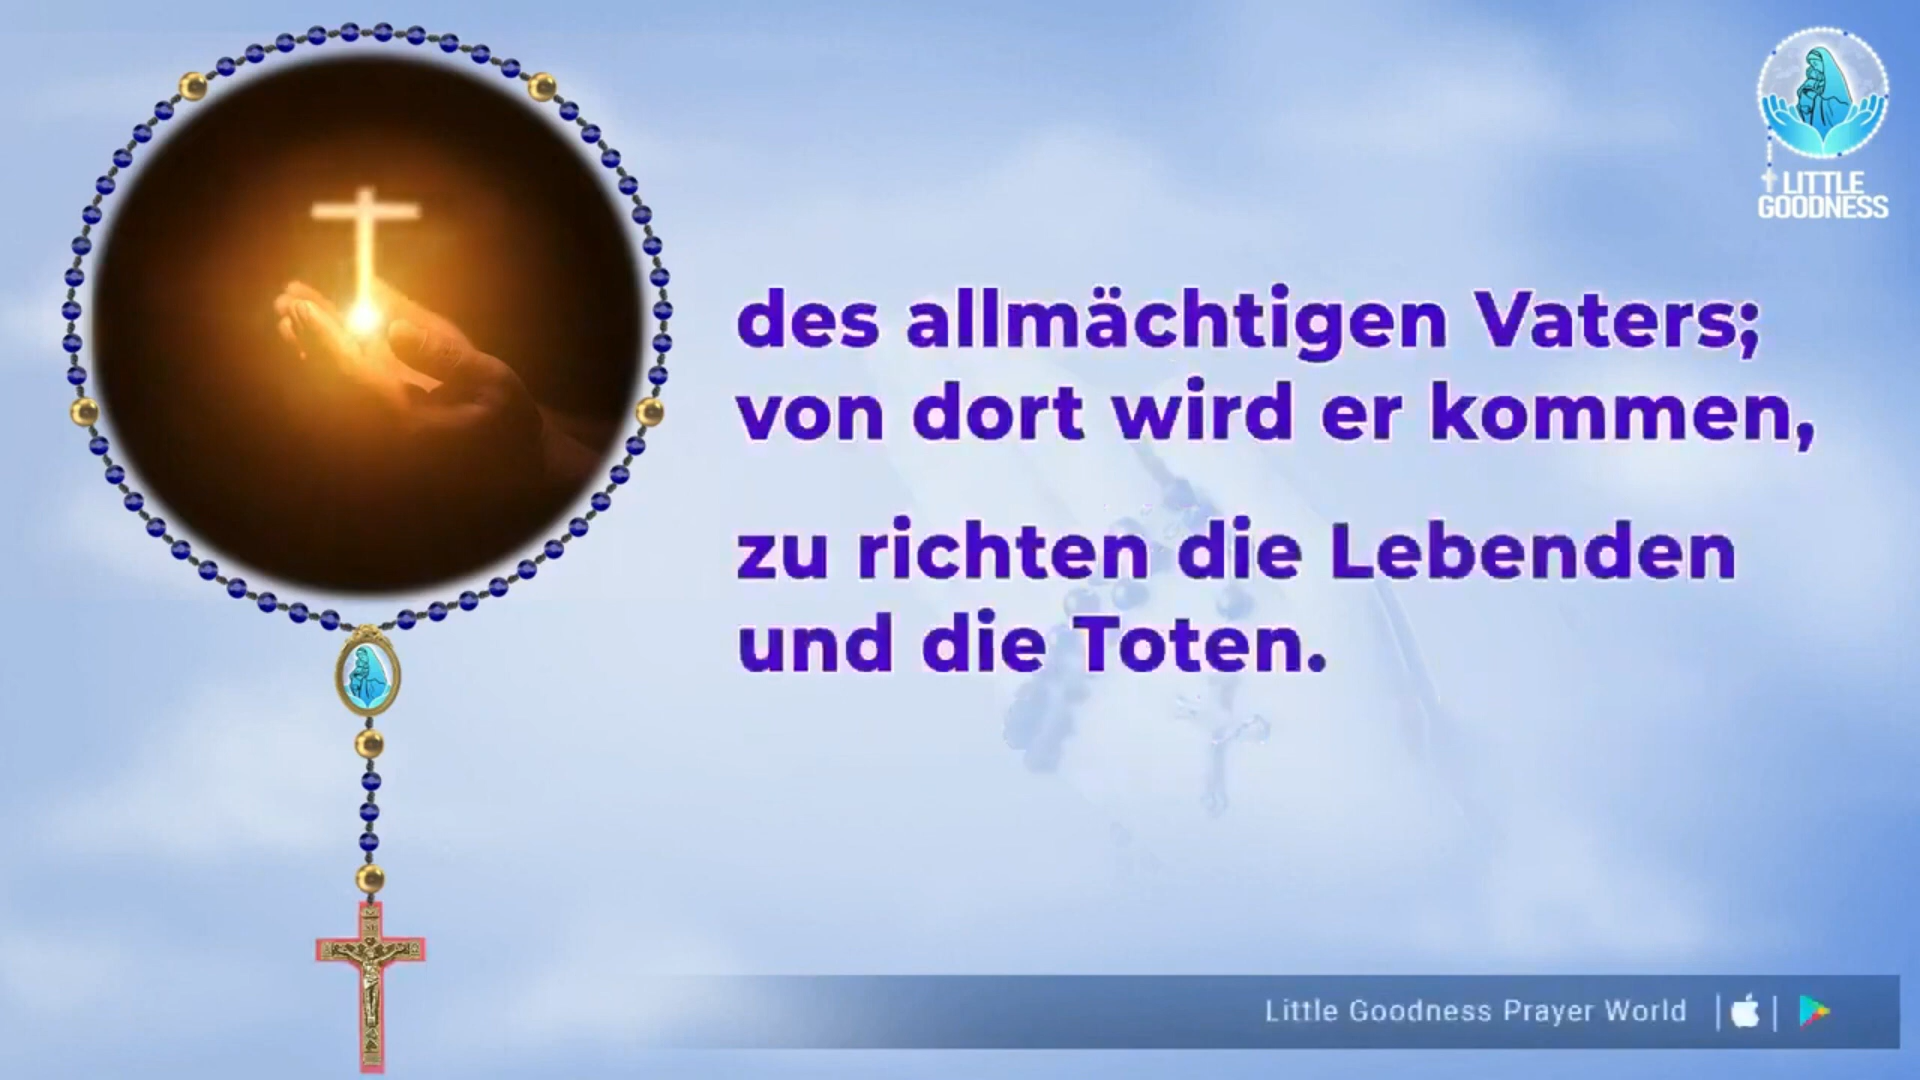 des allmächtigen Vaters;
von dort wird er kommen,
zu richten die Lebenden
und die Toten.
LITTLE
GOODNESS
Little Goodness Prayer World